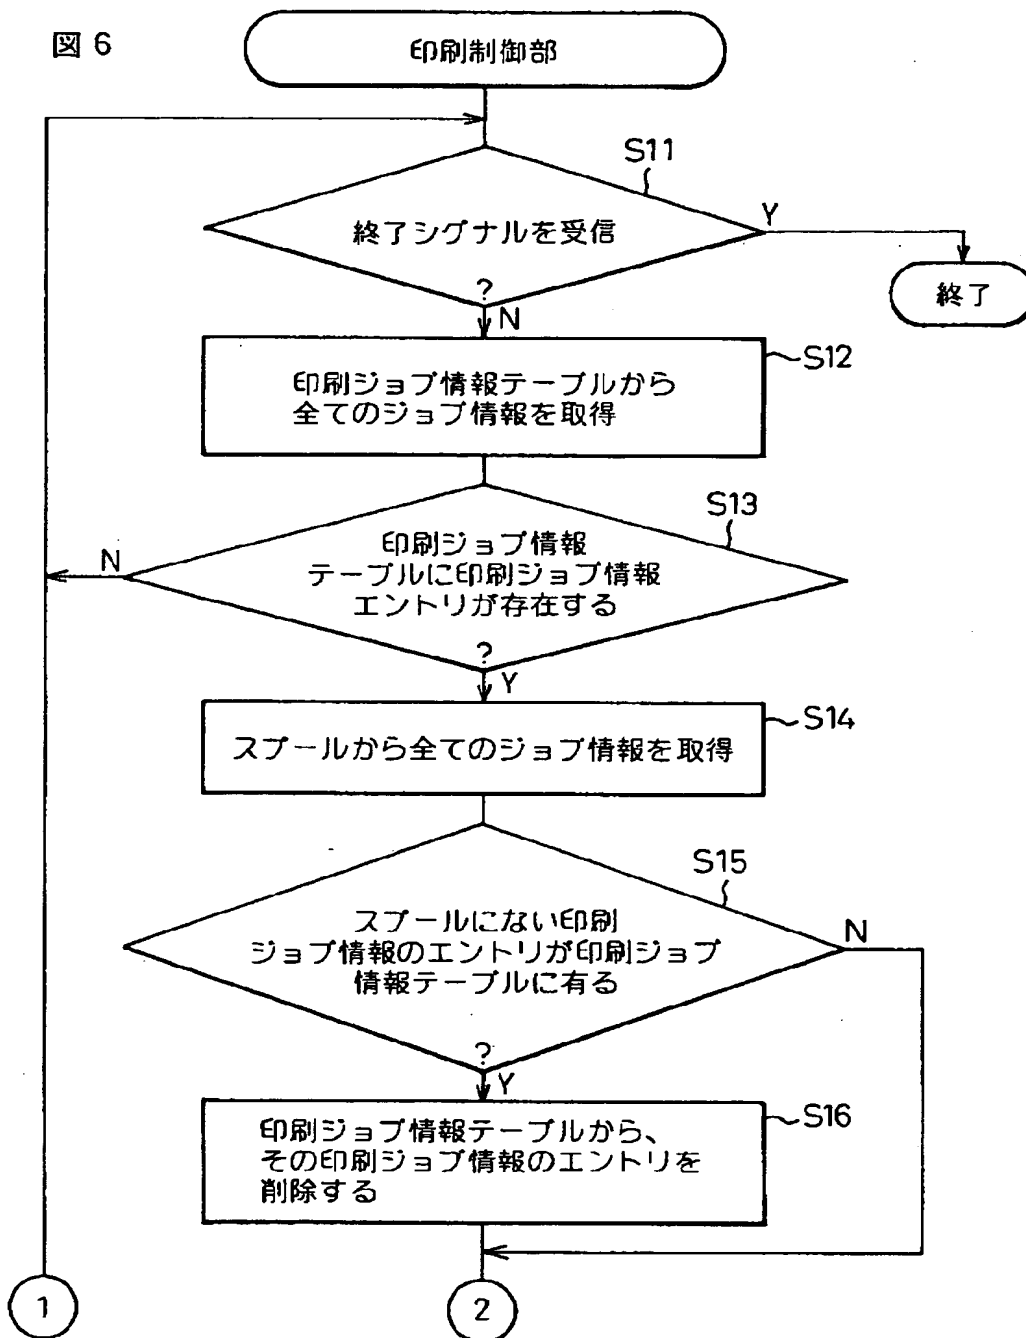 図 6
印刷制御部
S11
終了シグナルを受信
?
Y
終了
N
S12
印刷ジョブ情報テーブルから
全てのジョブ情報を取得
S13
印刷ジョブ情報
テーブルに印刷ジョブ情報
エントリが存在する
?
N
Y
S14
スプールから全てのジョブ情報を取得
S15
スプールにない印刷
ジョブ情報のエントリが印刷ジョブ
情報テーブルに有る
?
N
Y
S16
印刷ジョブ情報テーブルから、
その印刷ジョブ情報のエントリを
削除する
1
2